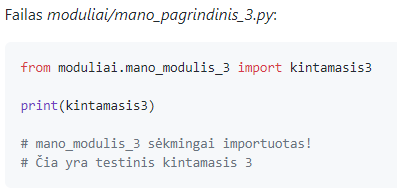 Failas moduliai/mano_pagrindinis_3.py:
from moduliai.mano_modulis_3 import kintamasis3
print(kintamasis3)
# mano_modulis_3 sėkmingai importuotas!
# Čia yra testinis kintamasis 3